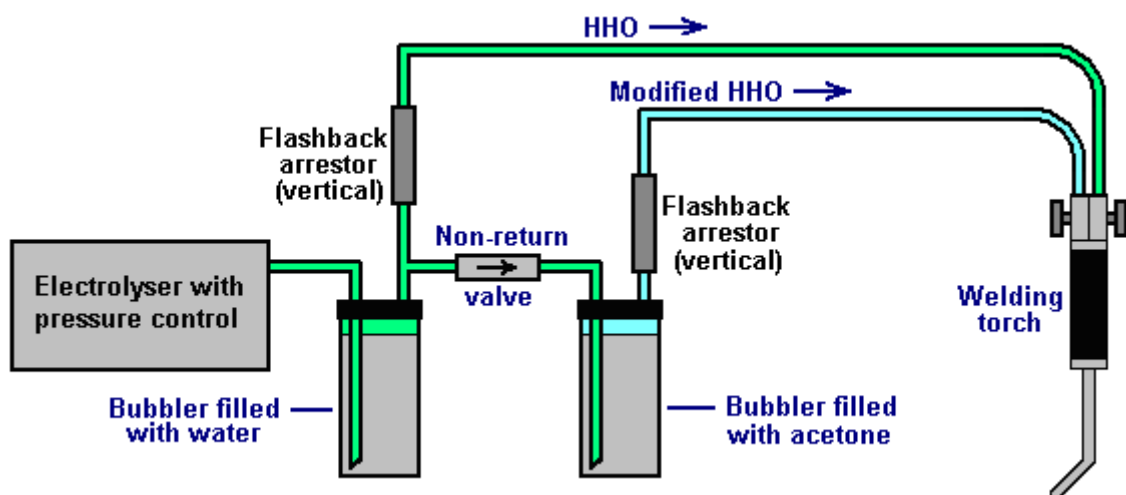 HHO
Modified HHO
Flashback
arrestor
(vertical)
Flashback
arrestor
(vertical)
Non-return
valve
Electrolyser with
pressure control
Welding
torch
Bubbler filled
with water
Bubbler filled
with acetone